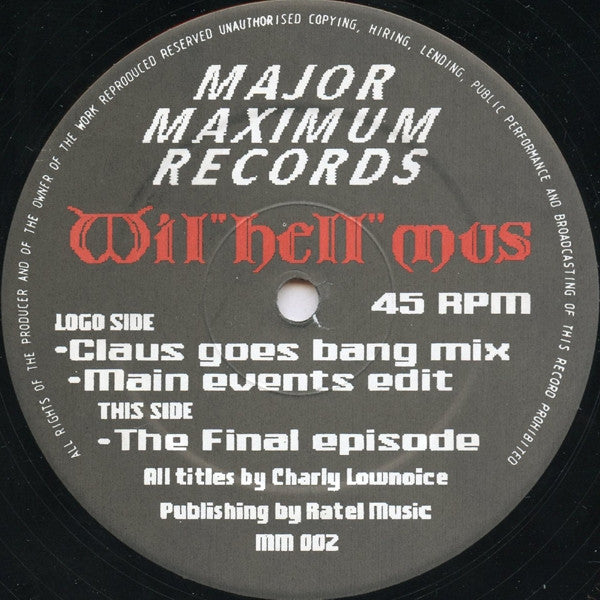 ALL RIGHTS OF THE PRODUCER AND OF THE OWNER OF THE WORK REPRODUCED RESERVED UNAUTHORISED COPYING, HIRING, LENDING, PUBLIC PERFORMANCE AND BROADCASTING OF THIS RECORD PROHIBITED
MAJOR
MAXIMUM
RECORDS
Wil"hell"mus
45 RPM
LOGO SIDE
-Claus goes bang mix
-Main events edit
THIS SIDE
-The Final episode
All titles by Charly Lownoice
Publishing by Ratel Music
MM 002